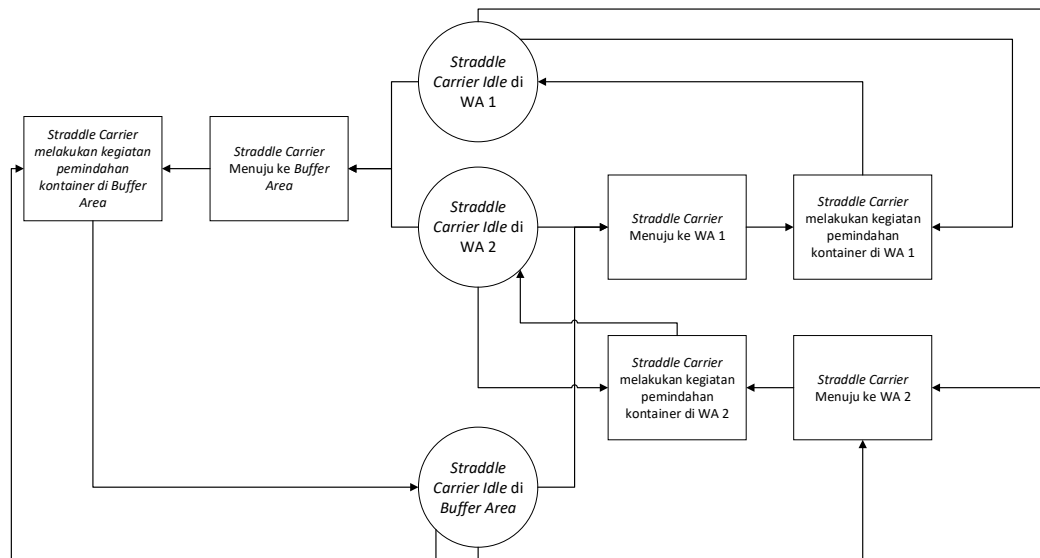 Straddle
Carrier Idle di
WA 1
Straddle Carrier
melakukan kegiatan
pemindahan
kontainer di Buffer
Area
Straddle Carrier
Menuju ke Buffer
Area
Straddle
Carrier Idle di
WA 2
Straddle Carrier
Menuju ke WA 1
Straddle Carrier
melakukan kegiatan
pemindahan
kontainer di WA 1
Straddle Carrier
melakukan kegiatan
pemindahan
kontainer di WA 2
Straddle Carrier
Menuju ke WA 2
Straddle
Carrier Idle di
Buffer Area